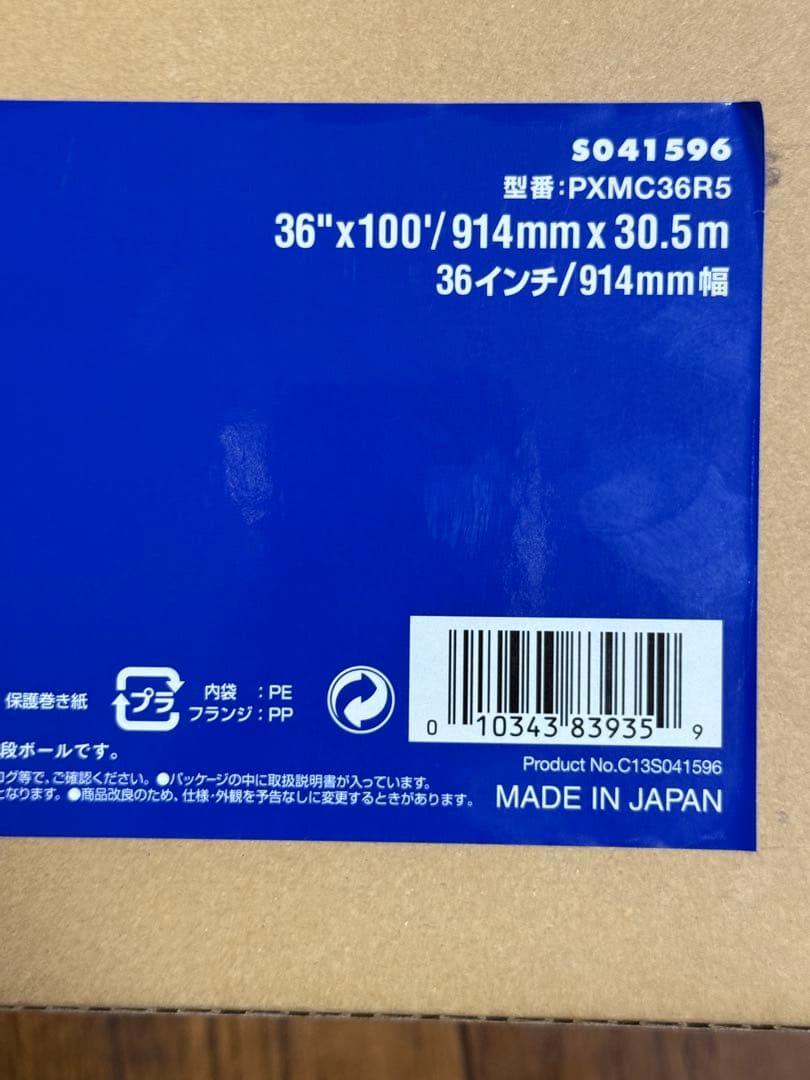 S041596
型番:PXMC36R5
36"x100'/914mm x 30.5m
36インチ/914mm幅
保護巻き紙
プラ
内袋 :PE
フランジ:PP
0 10343 83935 9
段ボールです。
Product No.C13S041596
ログ等で、ご確認ください。●パッケージの中に取扱説明書が入っています。
となります。●商品改良のため、仕様・外観を予告なしに変更するときがあります。
MADE IN JAPAN